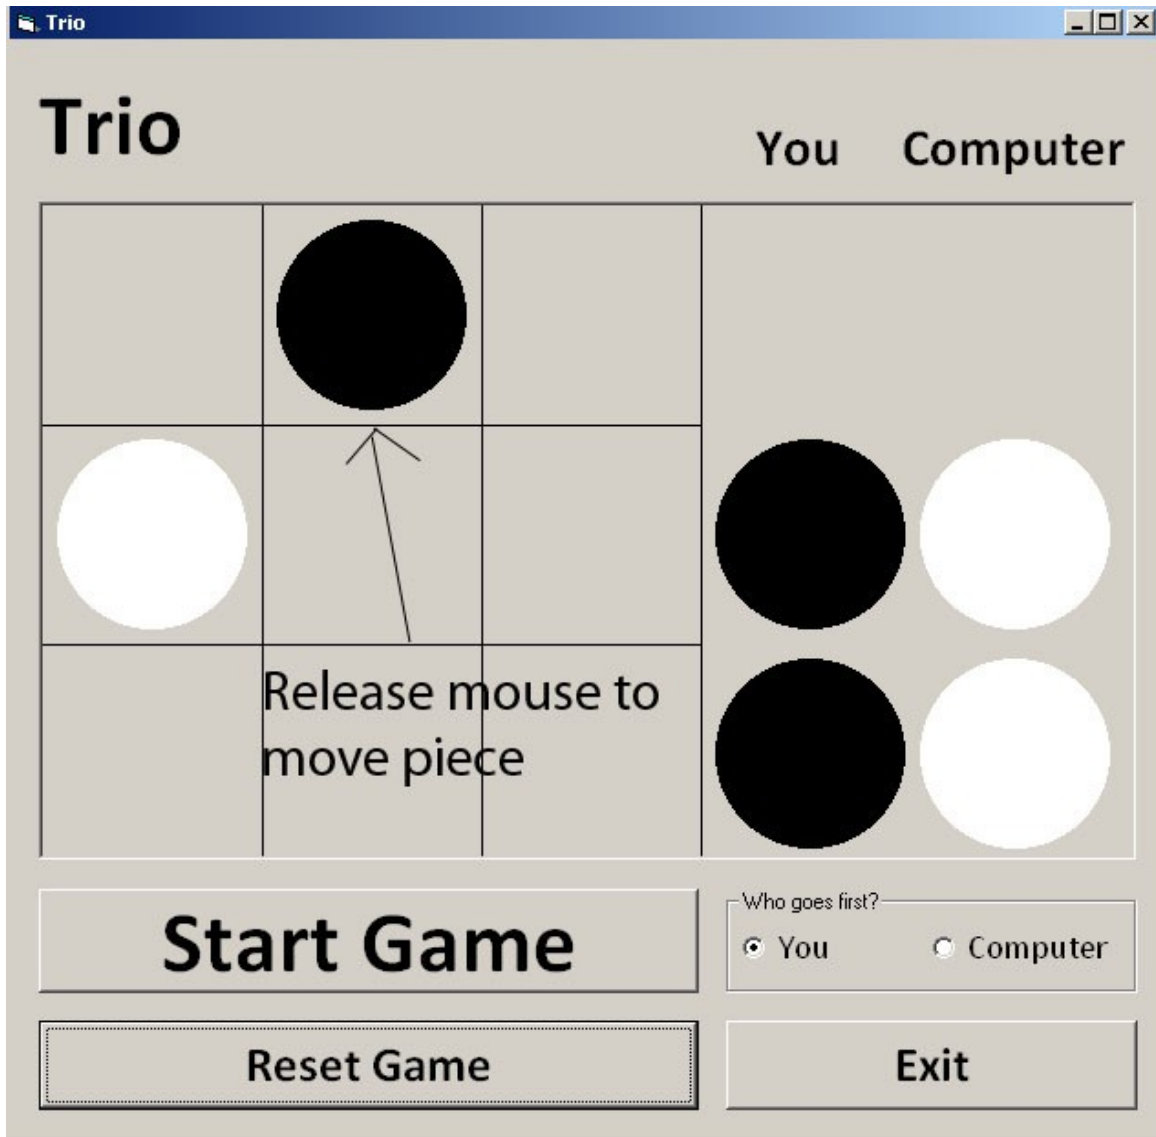 Trio
Trio
You Computer
Release mouse to
move piece
Start Game
Who goes first?
You Computer
Reset Game
Exit